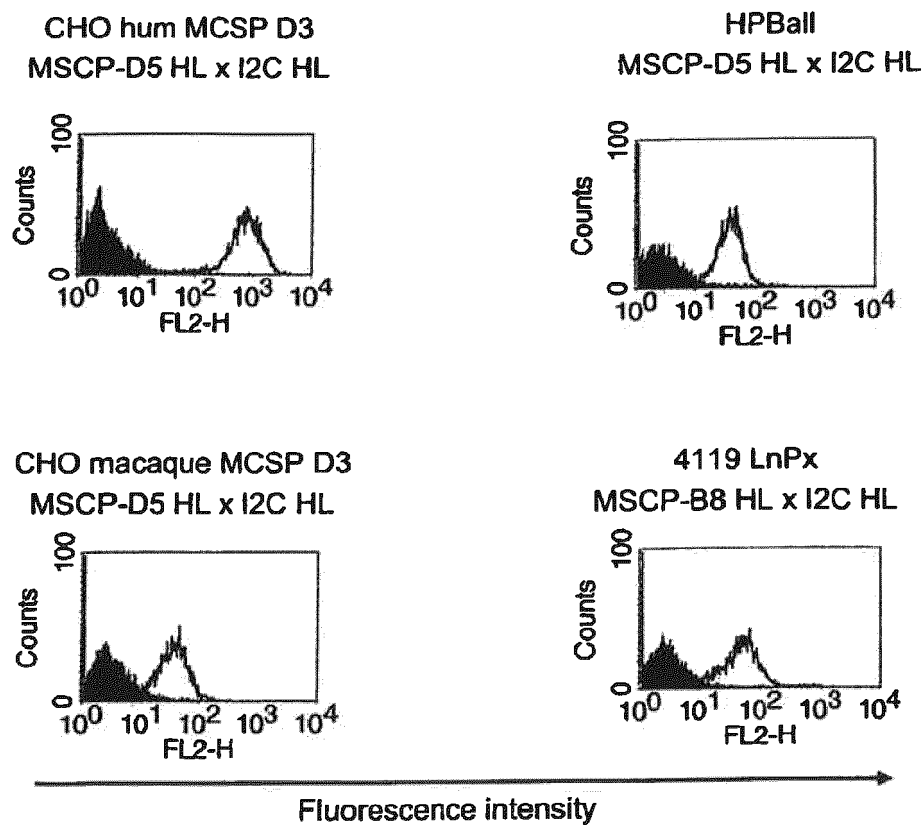 CHO hum MCSP D3
MSCP-D5 HL x I2C HL
100
Counts
0
10^0 10^1 10^2 10^3 10^4
FL2-H
HPBall
MSCP-D5 HL x I2C HL
100
Counts
0
10^0 10^1 10^2 10^3 10^4
FL2-H
CHO macaque MCSP D3
MSCP-D5 HL x I2C HL
100
Counts
0
10^0 10^1 10^2 10^3 10^4
FL2-H
4119 LnPx
MSCP-B8 HL x I2C HL
100
Counts
0
10^0 10^1 10^2 10^3 10^4
FL2-H
Fluorescence intensity